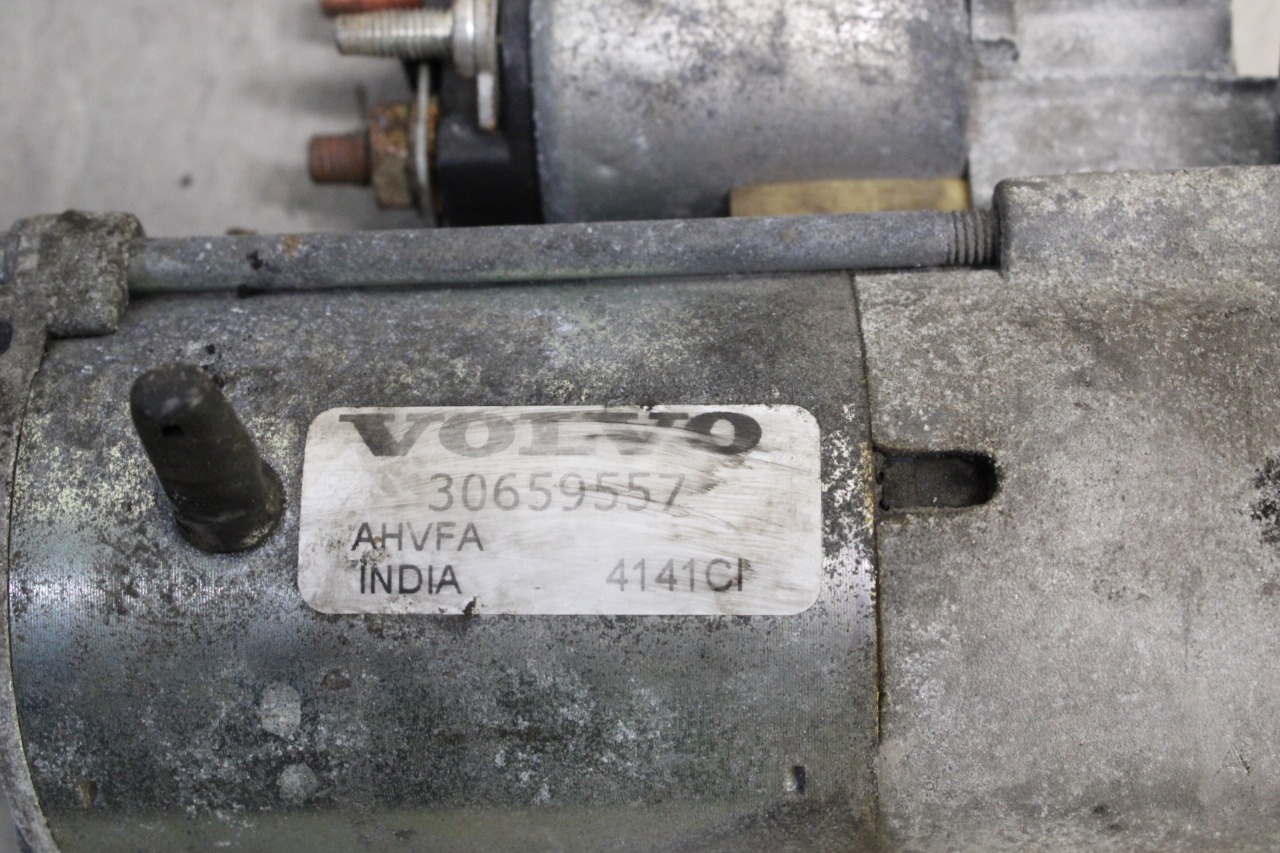 VOLVO
30659557
AHVFA
INDIA 4141CI